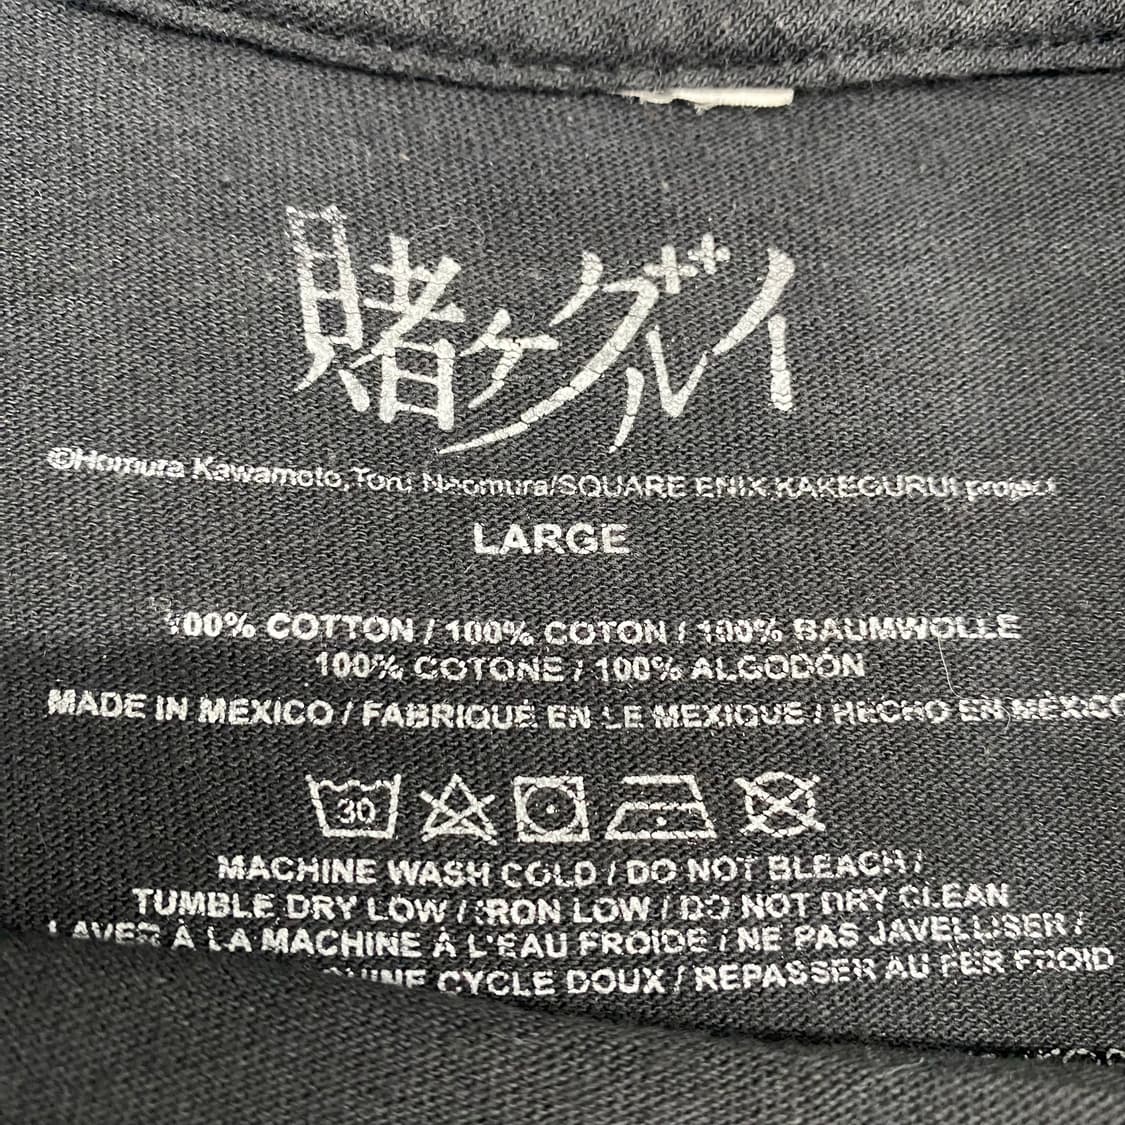 賭ケグルイ
©Homura Kawamoto,Toru Naomura/SQUARE ENIX,KAKEGURUI project
LARGE
100% COTTON / 100% COTON / 100% BAUMWOLLE
100% COTONE / 100% ALGODÓN
MADE IN MEXICO / FABRIQUÉ EN LE MEXIQUE / HECHO EN MÉXICO
30
MACHINE WASH COLD / DO NOT BLEACH /
TUMBLE DRY LOW / IRON LOW / DO NOT DRY CLEAN
LAVER À LA MACHINE À L'EAU FROIDE / NE PAS JAVELLISER /
CYCLE DOUX / REPASSER AU FER FROID